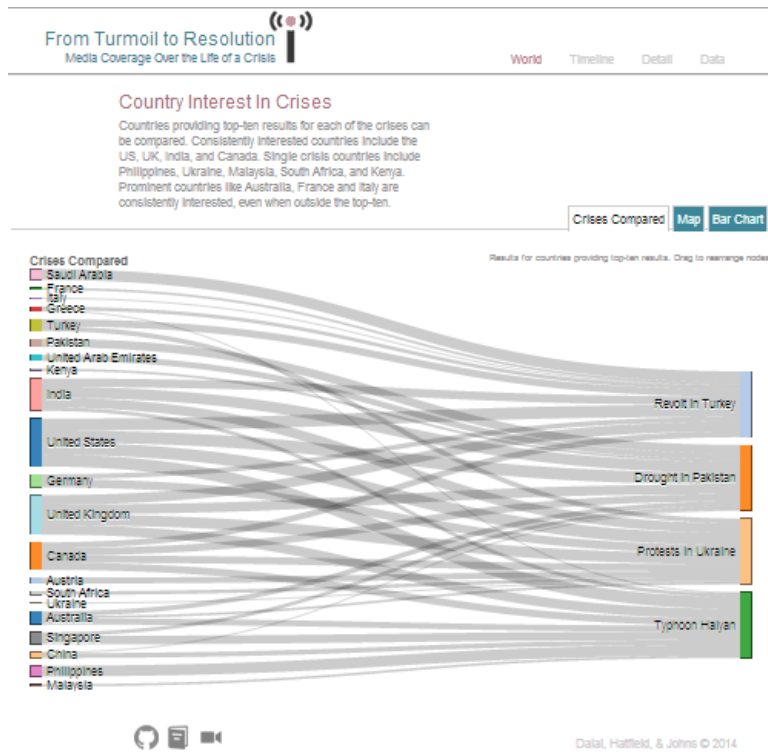 From Turmoil to Resolution
Media Coverage Over the Life of a Crisis
World Timeline Detail Data
Country Interest In Crises
Countries providing top-ten results for each of the crises can
be compared. Consistently interested countries include the
US, UK, India, and Canada. Single crisis countries include
Philippines, Ukraine, Malaysia, South Africa, and Kenya.
Prominent countries like Australia, France and Italy are
consistently interested, even when outside the top-ten.
Crises Compared Map Bar Chart
Crises Compared
Results for countries providing top-ten results. Drag to rearrange nodes
Saudi Arabia
France
Italy
Greece
Turkey
Pakistan
United Arab Emirates
Kenya
India
United States
Germany
United Kingdom
Canada
Austria
South Africa
Ukraine
Australia
Singapore
China
Philippines
Malaysia
Revolt in Turkey
Drought in Pakistan
Protests in Ukraine
Typhoon Haiyan
Dalal, Hatfield, & Johns © 2014